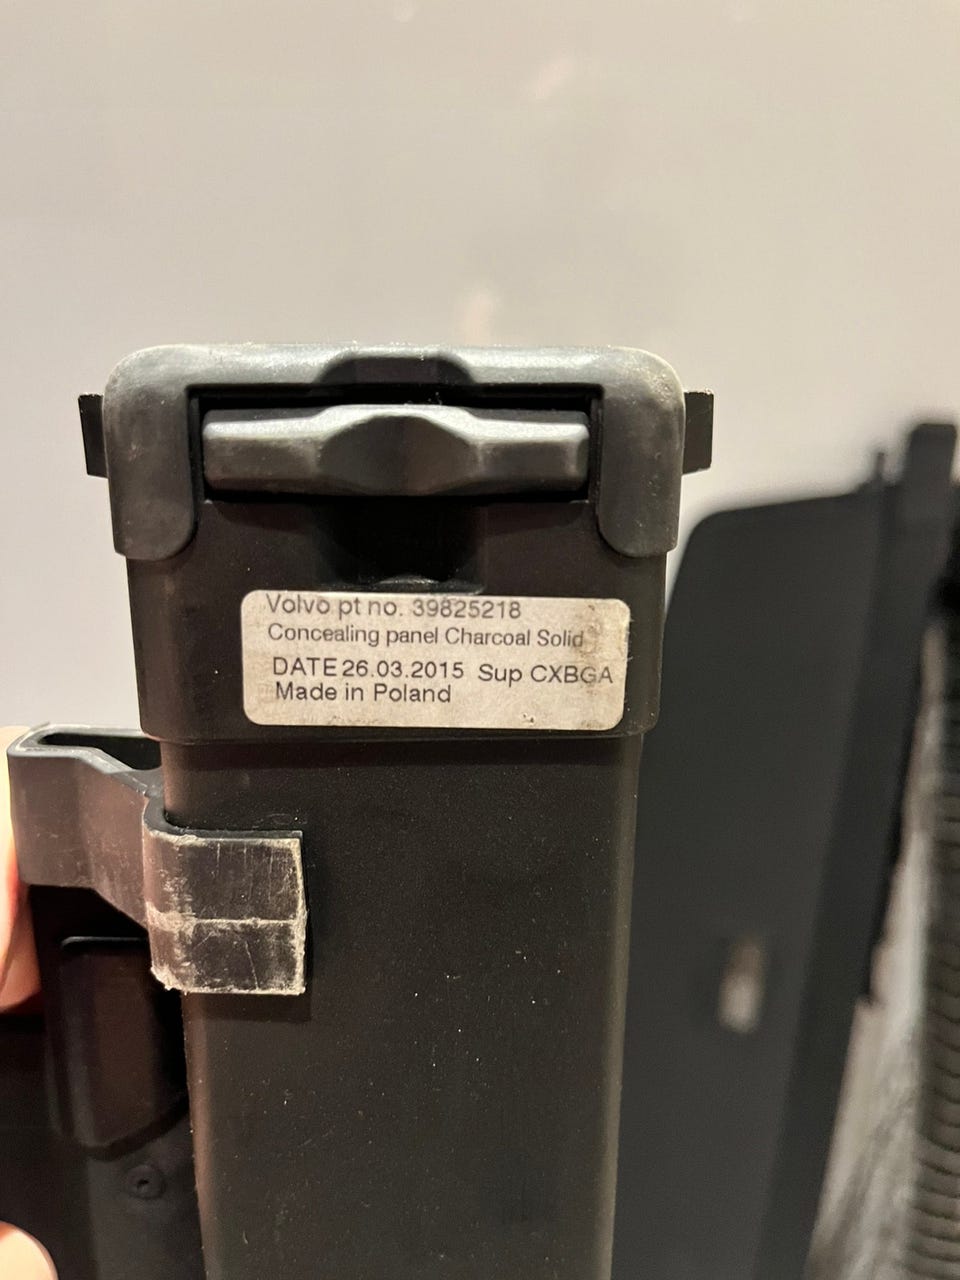 Volvo pt no. 39825218
Concealing panel Charcoal Solid
DATE 26.03.2015 Sup CXBGA
Made in Poland